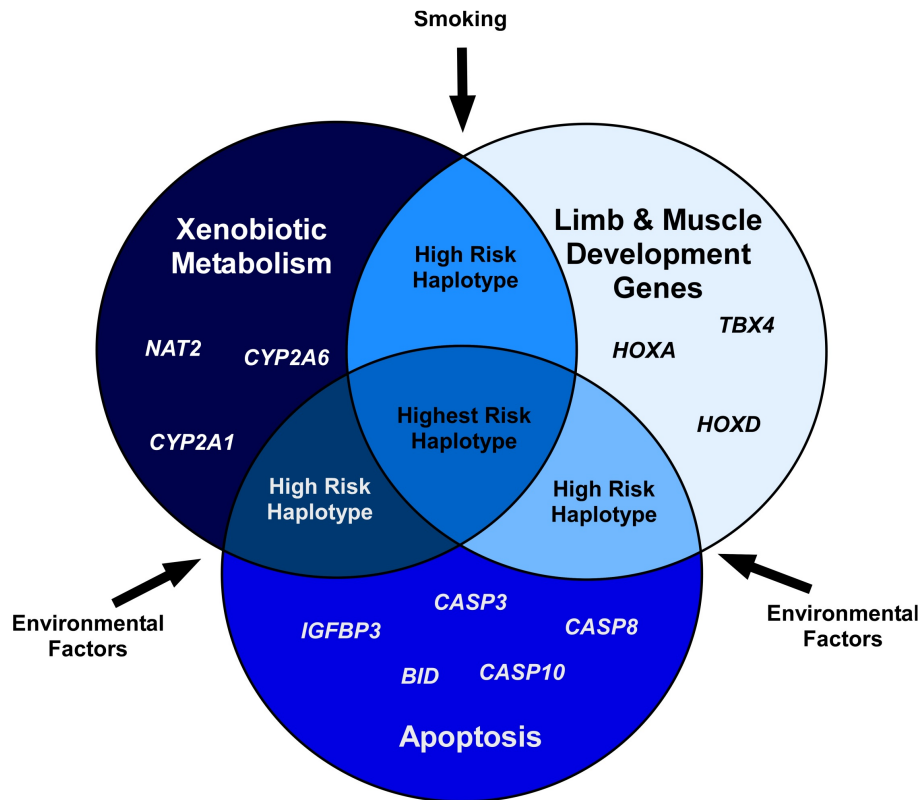 Smoking
Xenobiotic
Metabolism
Limb & Muscle
Development
Genes
High Risk
Haplotype
NAT2
CYP2A6
CYP2A1
HOXA
TBX4
HOXD
Highest Risk
Haplotype
High Risk
Haplotype
High Risk
Haplotype
Environmental
Factors
Environmental
Factors
IGFBP3
CASP3
CASP8
BID
CASP10
Apoptosis